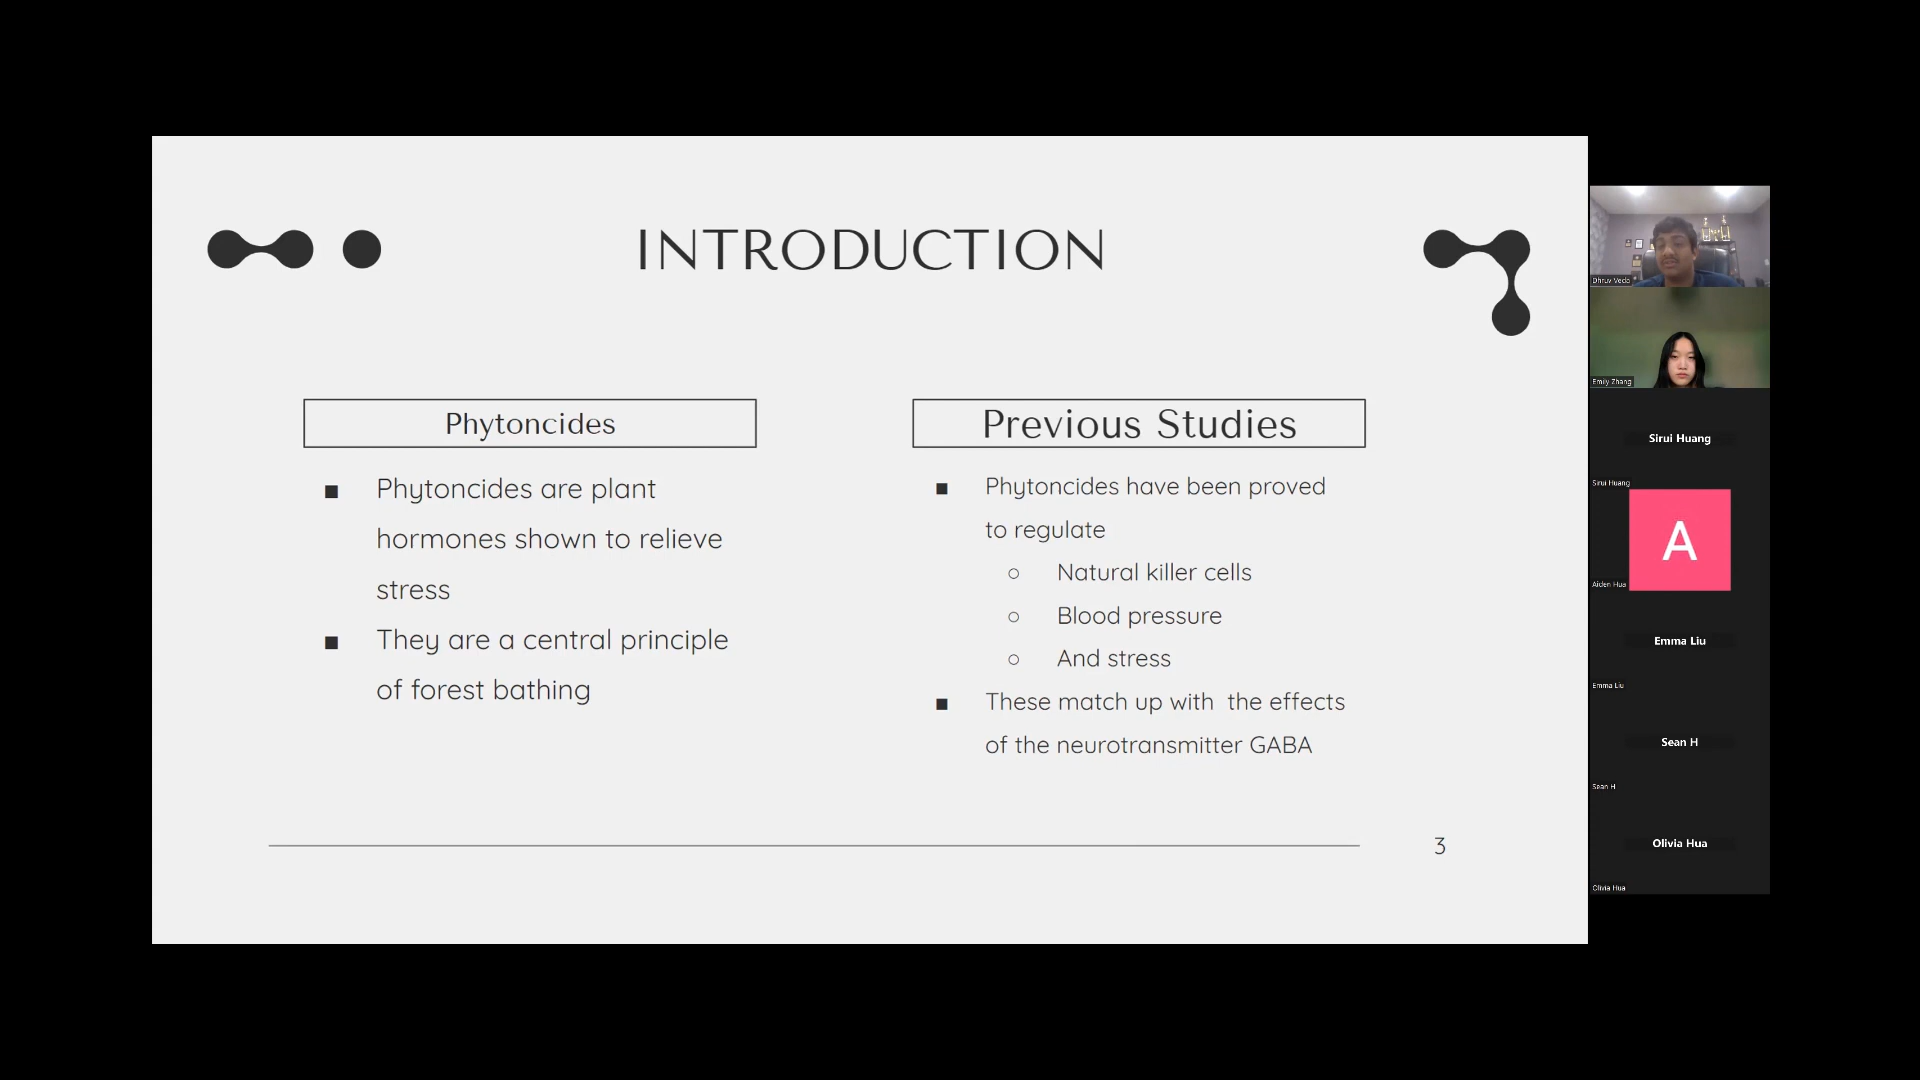 INTRODUCTION
Phytoncides
■ Phytoncides are plant
hormones shown to relieve
stress
■ They are a central principle
of forest bathing
Previous Studies
■ Phytoncides have been proved
to regulate
○ Natural killer cells
○ Blood pressure
○ And stress
■ These match up with  the effects
of the neurotransmitter GABA
3
Dhruv Veda
Emily Zhang
Sirui Huang
Sirui Huang
A
Aiden Hua
Emma Liu
Emma Liu
Sean H
Sean H
Olivia Hua
Olivia Hua